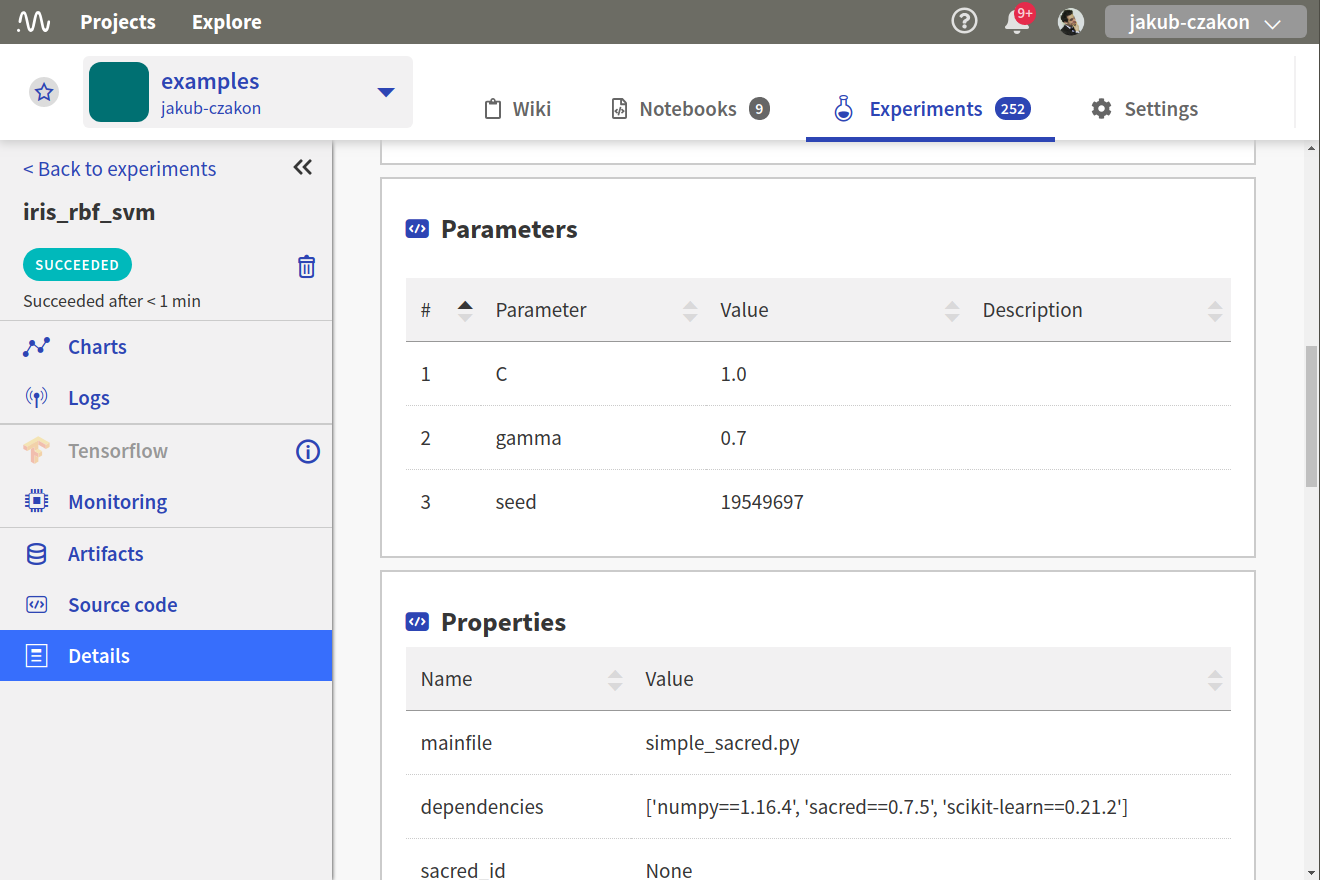 Projects Explore 9+ jakub-czakon
examples
jakub-czakon
Wiki Notebooks 9 Experiments 252 Settings
< Back to experiments
iris_rbf_svm
SUCCEEDED
Succeeded after < 1 min
Charts
Logs
Tensorflow
Monitoring
Artifacts
Source code
Details
Parameters
# Parameter Value Description
1 C 1.0
2 gamma 0.7
3 seed 19549697
Properties
Name Value
mainfile simple_sacred.py
dependencies ['numpy==1.16.4', 'sacred==0.7.5', 'scikit-learn==0.21.2']
sacred_id None